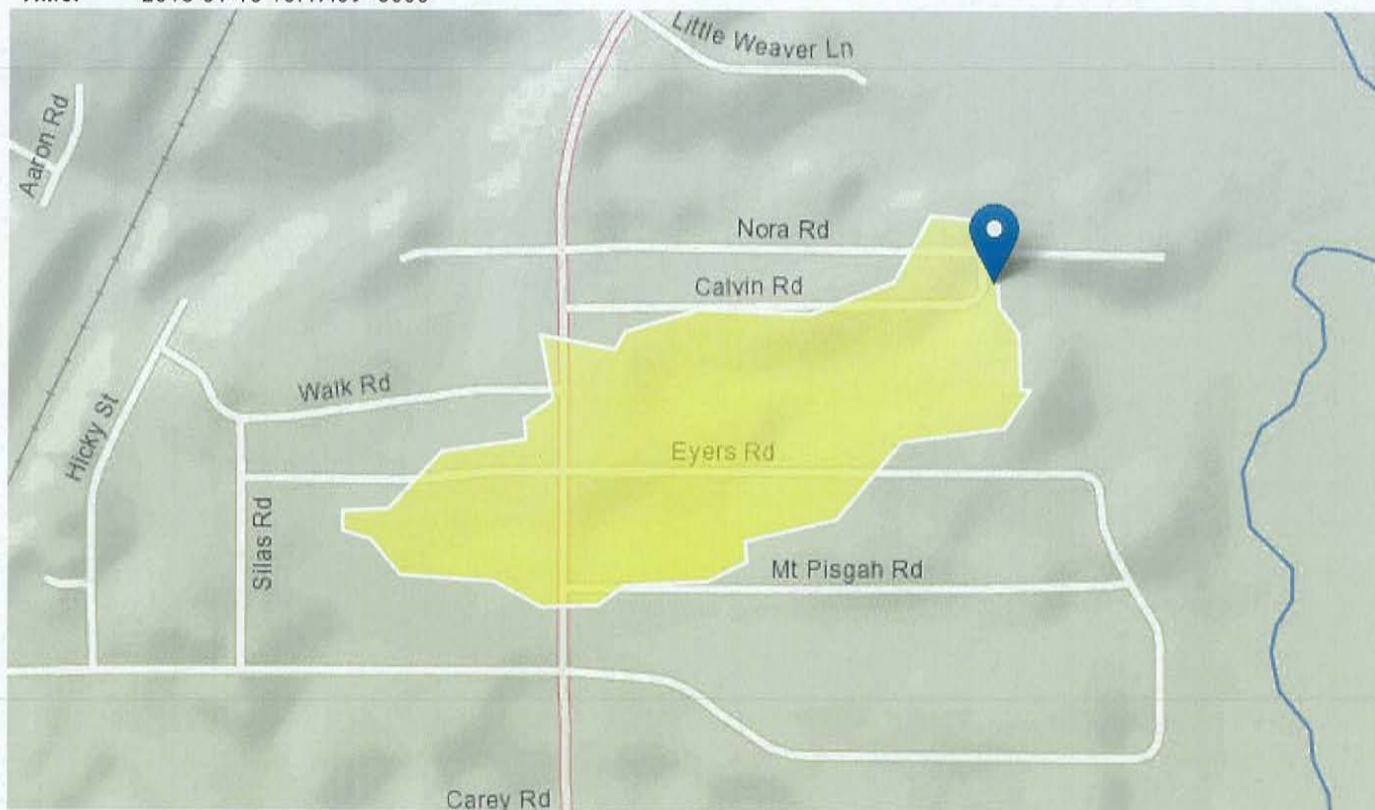 Little Weaver Ln
Aaron Rd
Nora Rd
Calvin Rd
Walk Rd
Hicky St
Eyers Rd
Silas Rd
Mt Pisgah Rd
Carey Rd